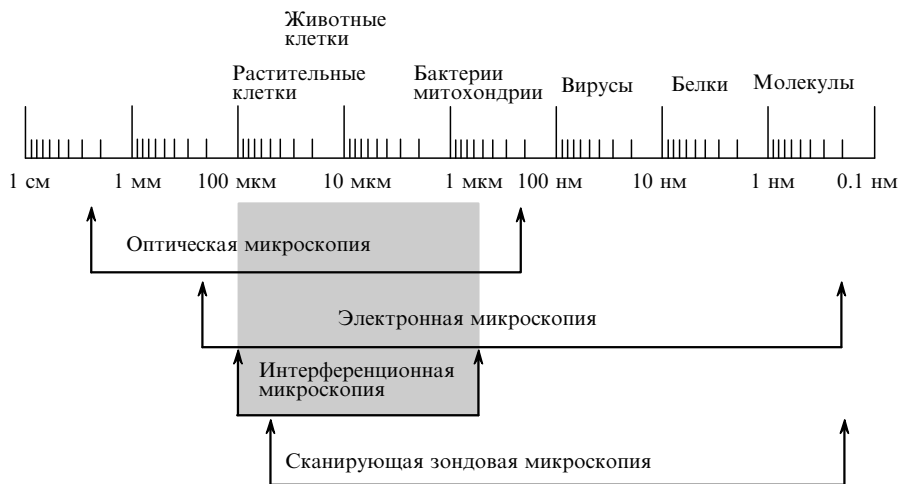 Животные
клетки
Растительные
клетки
Бактерии
митохондрии
Вирусы
Белки
Молекулы
1 см
1 мм
100 мкм
10 мкм
1 мкм
100 нм
10 нм
1 нм
0.1 нм
Оптическая микроскопия
Электронная микроскопия
Интерференционная
микроскопия
Сканирующая зондовая микроскопия